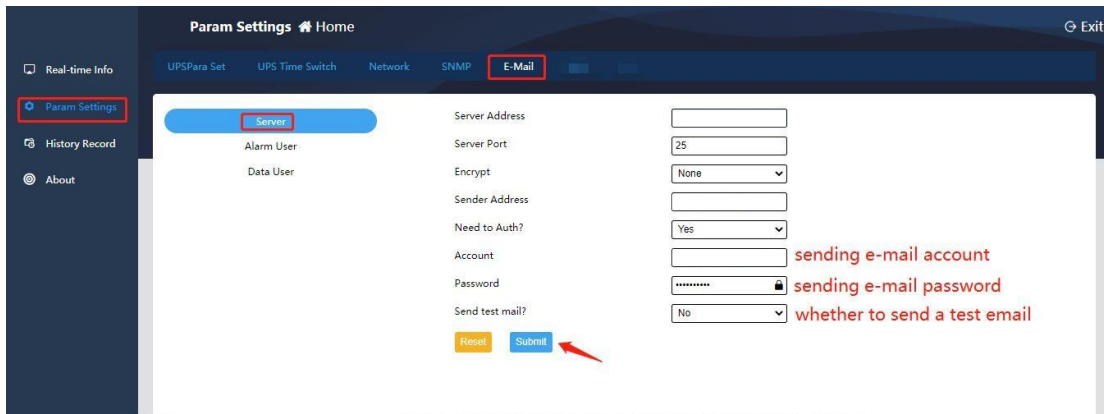 Param Settings Home
Exit
Real-time Info
Param Settings
History Record
About
UPSPara Set UPS Time Switch Network SNMP E-Mail
Server
Alarm User
Data User
Server Address
Server Port 25
Encrypt None
Sender Address
Need to Auth? Yes
Account sending e-mail account
Password •••••••••• sending e-mail password
Send test mail? No whether to send a test email
Reset Submit